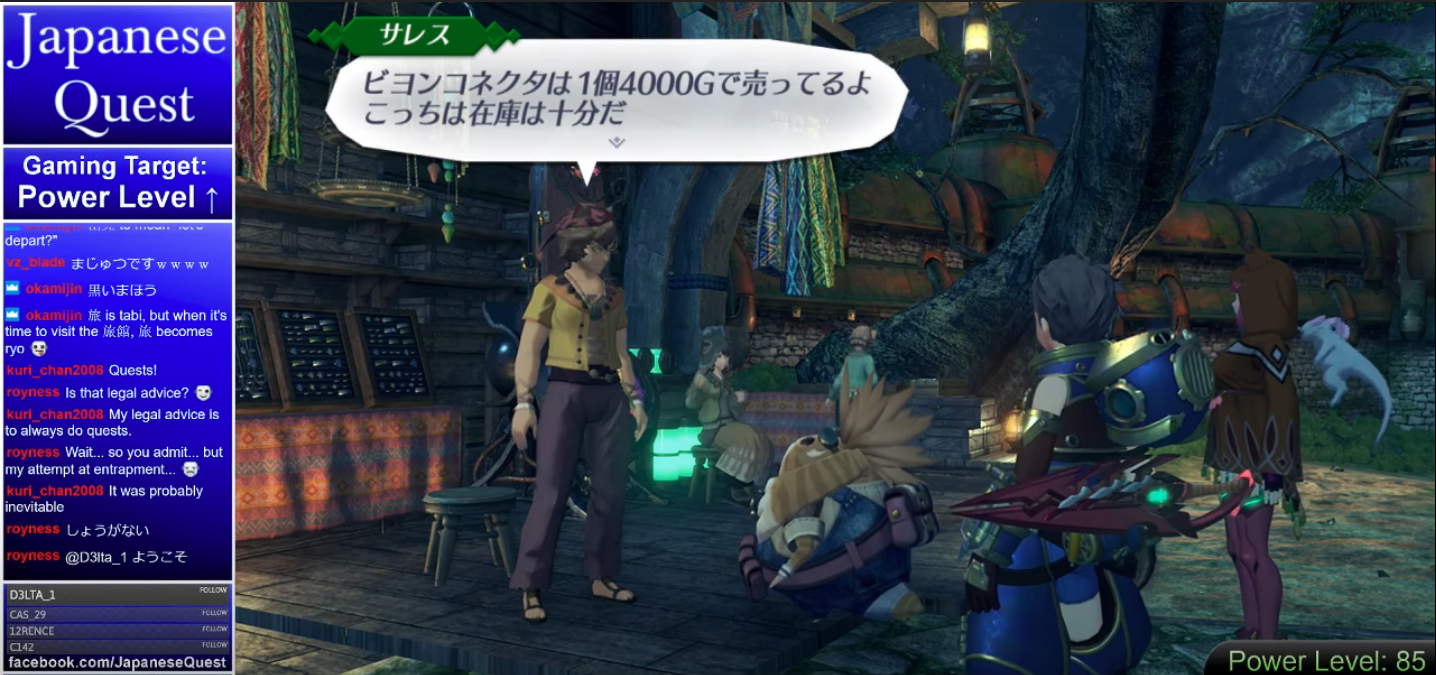 Japanese
Quest
Gaming Target:
Power Level ↑
to mean "let's
depart?"
vz_blade まじゅつですｗｗｗｗ
okamijin 黒いまほう
okamijin 旅 is tabi, but when it's
time to visit the 旅館, 旅 becomes
ryo
kuri_chan2008 Quests!
royness Is that legal advice?
kuri_chan2008 My legal advice is
to always do quests.
royness Wait... so you admit... but
my attempt at entrapment...
kuri_chan2008 It was probably
inevitable
royness しょうがない
royness @D3lta_1 ようこそ
D3LTA_1 FOLLOW
CAS_29 FOLLOW
12RENCE FOLLOW
C142 FOLLOW
facebook.com/JapaneseQuest
サレス
ビヨンコネクタは1個4000Gで売ってるよ
こっちは在庫は十分だ
Power Level: 85